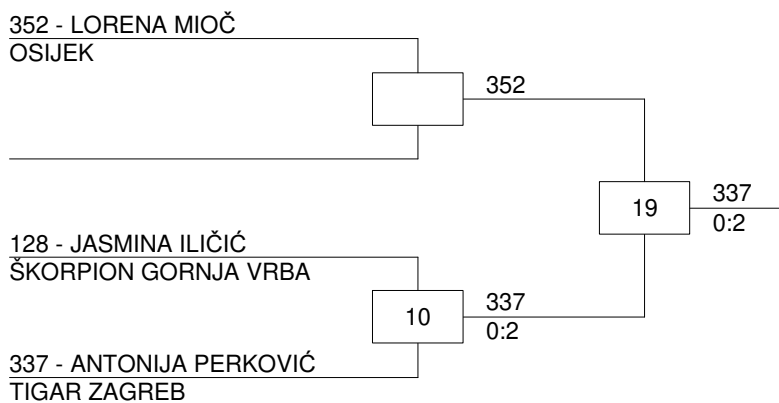 352 - LORENA MIOČ
OSIJEK
352
19
337
0:2
128 - JASMINA ILIČIĆ
ŠKORPION GORNJA VRBA
10
337
0:2
337 - ANTONIJA PERKOVIĆ
TIGAR ZAGREB